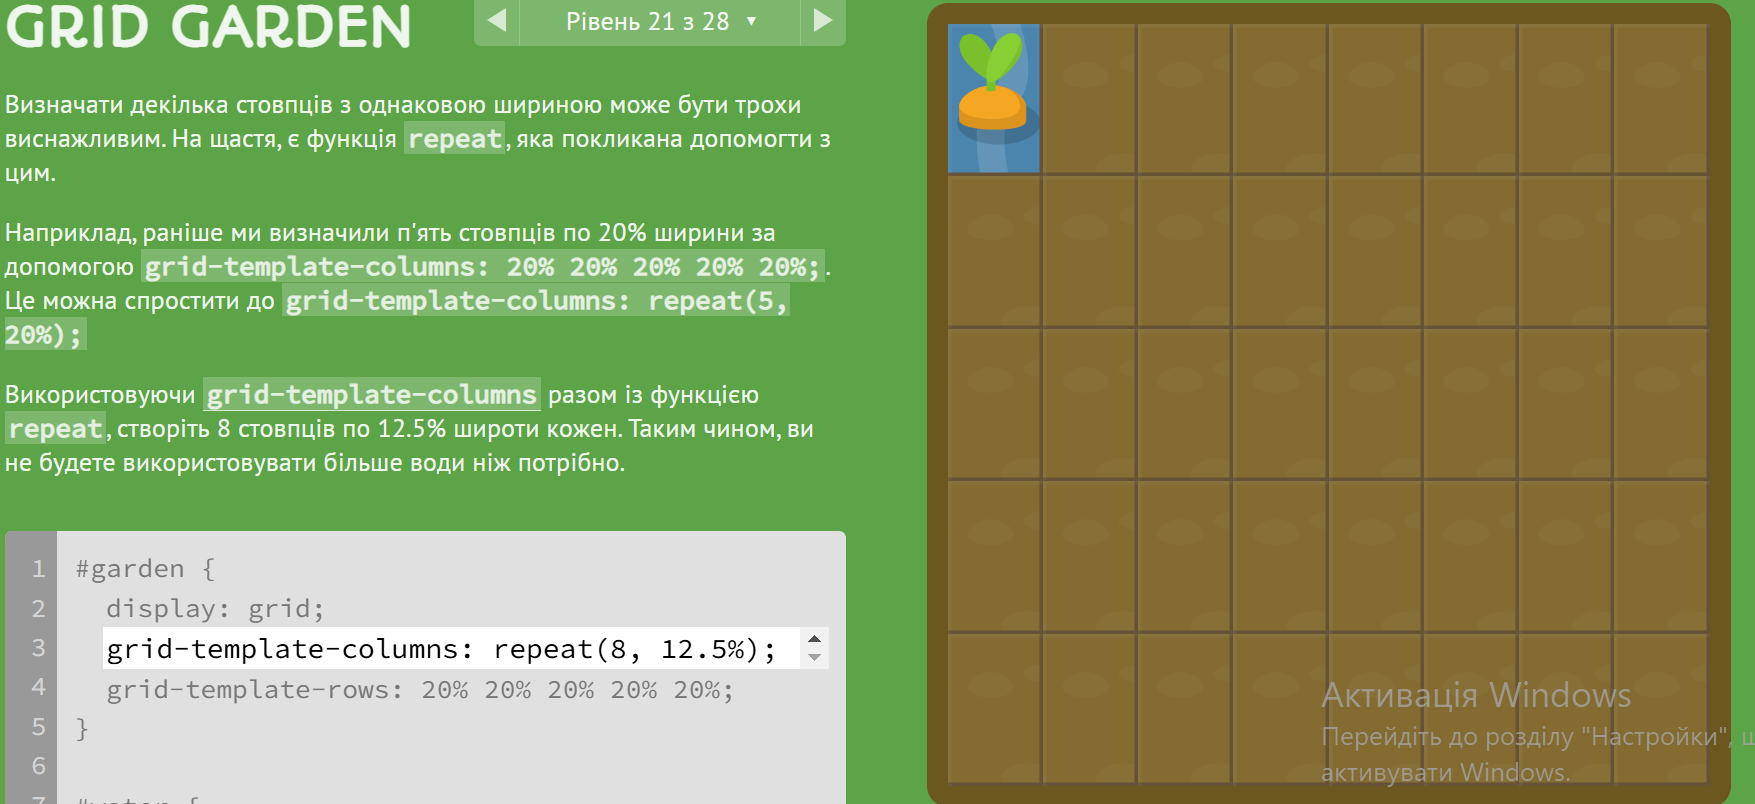 GRID GARDEN
Рівень 21 з 28 ▼
Визначати декілька стовпців з однаковою шириною може бути трохи
виснажливим. На щастя, є функція repeat, яка покликана допомогти з
цим.
Наприклад, раніше ми визначили п'ять стовпців по 20% ширини за
допомогою grid-template-columns: 20% 20% 20% 20% 20%;.
Це можна спростити до grid-template-columns: repeat(5,
20%);
Використовуючи grid-template-columns разом із функцією
repeat, створіть 8 стовпців по 12.5% широти кожен. Таким чином, ви
не будете використовувати більше води ніж потрібно.
1 #garden {
2 display: grid;
3 grid-template-columns: repeat(8, 12.5%);
4 grid-template-rows: 20% 20% 20% 20% 20%;
5 }
6
Активація Windows
Перейдіть до розділу "Настройки",
активувати Windows.